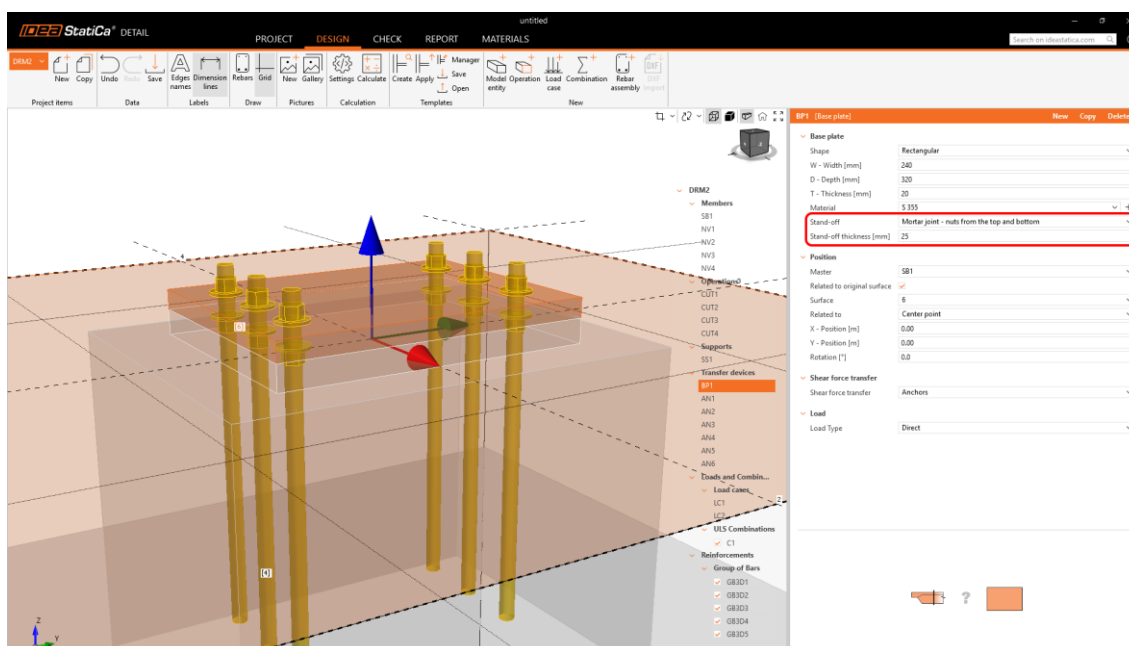 untitled
IDEA StatiCa® DETAIL
PROJECT DESIGN CHECK REPORT MATERIALS
Search on ideastatica.com
DRM2
New Copy Undo Redo Save Edges names Dimension lines Rebars Grid New Gallery Settings Calculate Create Apply Manager Save Open Model entity Operation Load case Combination Rebar assembly DXF Import
Project items Data Labels Draw Pictures Calculation Templates New
DRM2
Members
SB1
NV1
NV2
NV3
NV4
Operations
CUT1
CUT2
CUT3
CUT4
Supports
SS1
Transfer devices
BP1
AN1
AN2
AN3
AN4
AN5
AN6
Loads and Combin...
Load cases
LC1
LC2
ULS Combinations
C1
Reinforcements
Group of Bars
GB3D1
GB3D2
GB3D3
GB3D4
GB3D5
4
2
Z
Y
BP1 [Base plate] New Copy Delete
Base plate
Shape Rectangular
W - Width [mm] 240
D - Depth [mm] 320
T - Thickness [mm] 20
Material S 355
Stand-off Mortar joint - nuts from the top and bottom
Stand-off thickness [mm] 25
Position
Master SB1
Related to original surface
Surface 6
Related to Center point
X - Position [m] 0.00
Y - Position [m] 0.00
Rotation [°] 0.0
Shear force transfer
Shear force transfer Anchors
Load
Load Type Direct
?